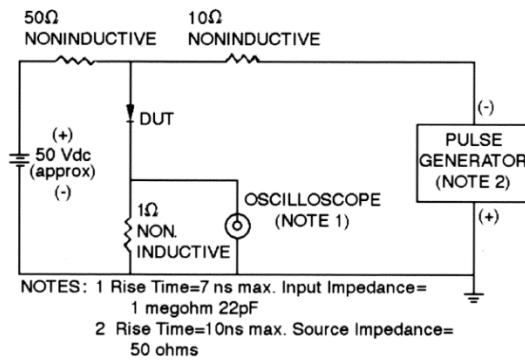 50Ω
NONINDUCTIVE
10Ω
NONINDUCTIVE
DUT
(+)
50 Vdc
(approx)
(-)
(-)
PULSE
GENERATOR
(NOTE 2)
(+)
OSCILLOSCOPE
(NOTE 1)
1Ω
NON.
INDUCTIVE
NOTES: 1 Rise Time=7 ns max. Input Impedance=
1 megohm 22pF
2 Rise Time=10ns max. Source Impedance=
50 ohms